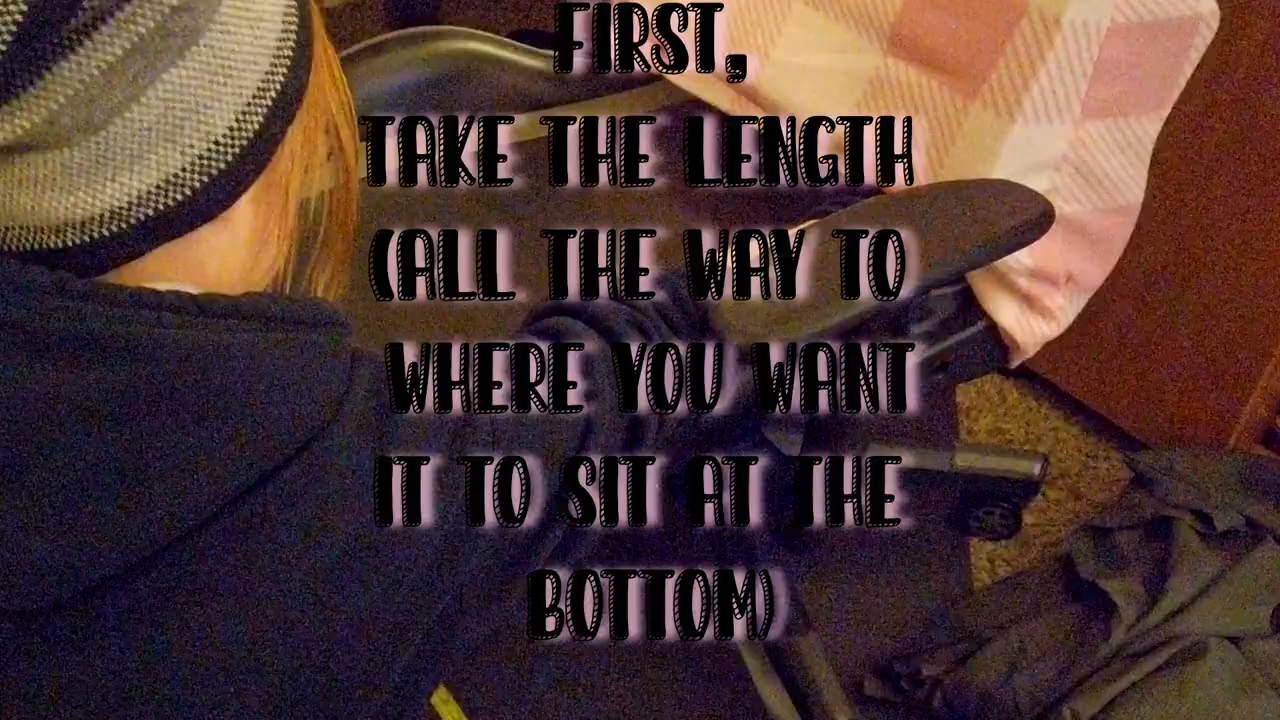 FIRST,
TAKE THE LENGTH
(ALL THE WAY TO
WHERE YOU WANT
IT TO SIT AT THE
BOTTOM)